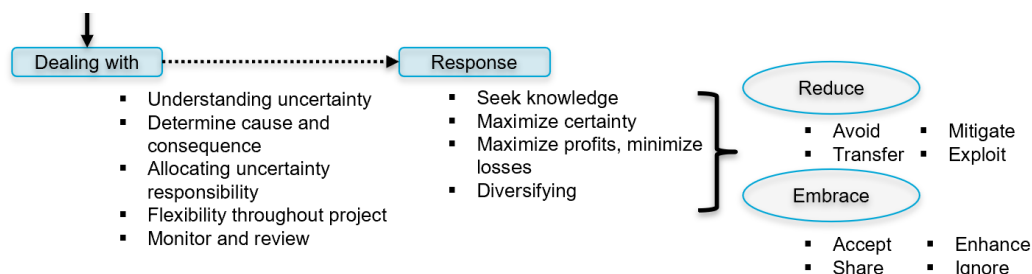 Dealing with
▪ Understanding uncertainty
▪ Determine cause and
consequence
▪ Allocating uncertainty
responsibility
▪ Flexibility throughout project
▪ Monitor and review
Response
▪ Seek knowledge
▪ Maximize certainty
▪ Maximize profits, minimize
losses
▪ Diversifying
Reduce
▪ Avoid ▪ Mitigate
▪ Transfer ▪ Exploit
Embrace
▪ Accept ▪ Enhance
▪ Share ▪ Ignore